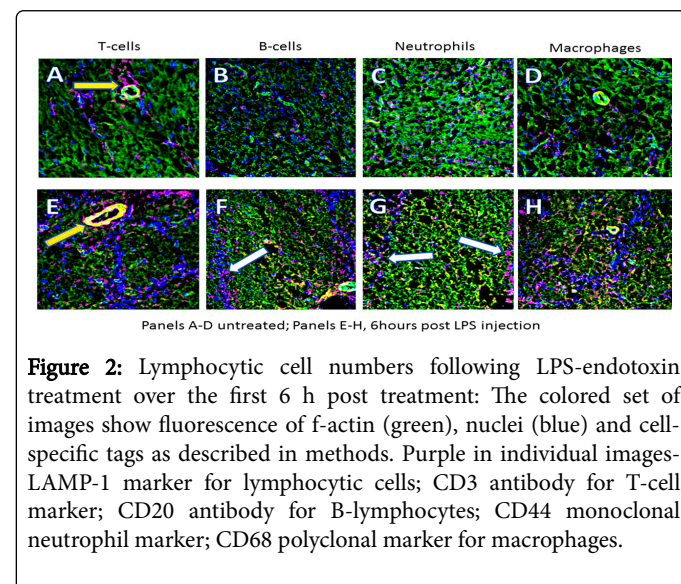 T-cells B-cells Neutrophils Macrophages
A B C D
E F G H
Panels A-D untreated; Panels E-H, 6hours post LPS injection
Figure 2: Lymphocytic cell numbers following LPS-endotoxin
treatment over the first 6 h post treatment: The colored set of
images show fluorescence of f-actin (green), nuclei (blue) and cell-
specific tags as described in methods. Purple in individual images-
LAMP-1 marker for lymphocytic cells; CD3 antibody for T-cell
marker; CD20 antibody for B-lymphocytes; CD44 monoclonal
neutrophil marker; CD68 polyclonal marker for macrophages.